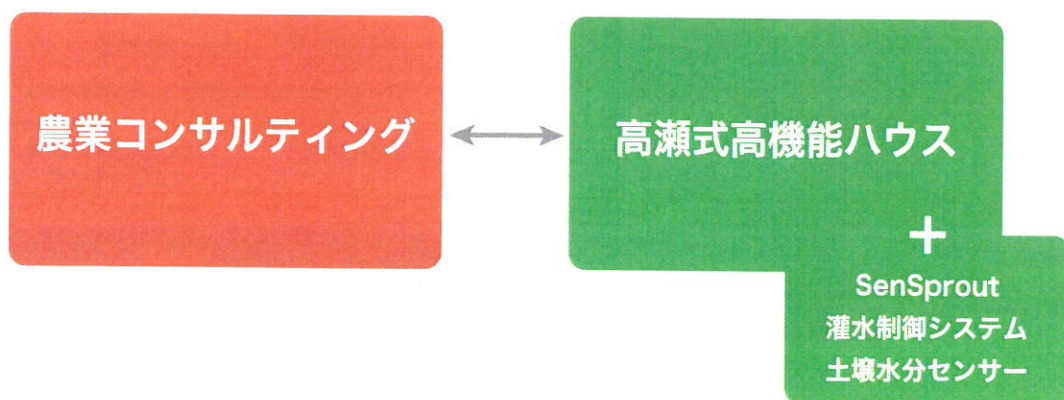 農業コンサルティング
高瀬式高機能ハウス
+
SenSprout
灌水制御システム
土壌水分センサー